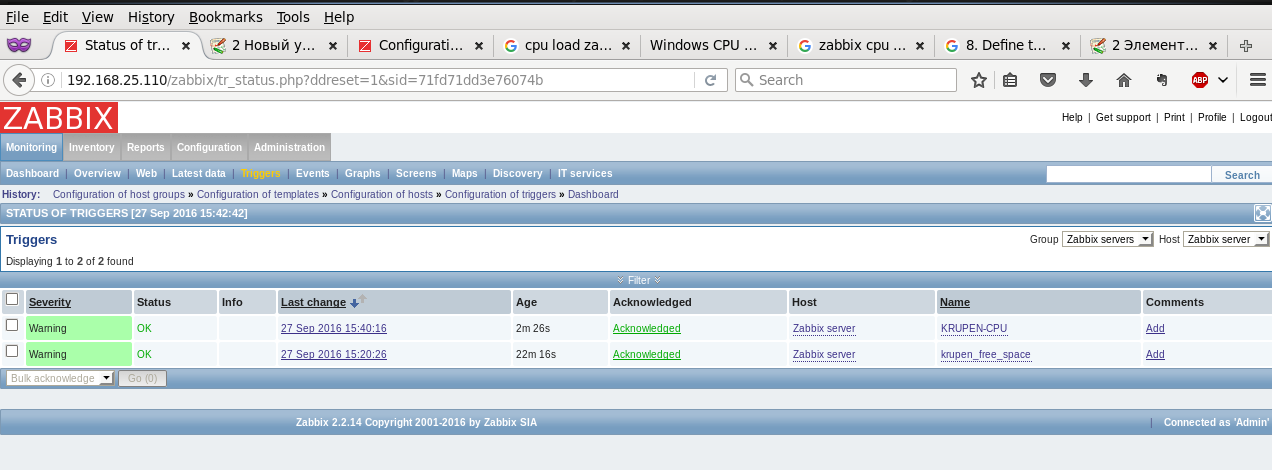 File Edit View History Bookmarks Tools Help
Status of tr... 2 Новый у... Configurati... cpu load za... Windows CPU ... zabbix cpu ... 8. Define t... 2 Элемент...
192.168.25.110/zabbix/tr_status.php?ddreset=1&sid=71fd71dd3e76074b Search ABP
ZABBIX
Help | Get support | Print | Profile | Logout
Monitoring Inventory Reports Configuration Administration
Dashboard | Overview | Web | Latest data | Triggers | Events | Graphs | Screens | Maps | Discovery | IT services Search
History: Configuration of host groups » Configuration of templates » Configuration of hosts » Configuration of triggers » Dashboard
STATUS OF TRIGGERS [27 Sep 2016 15:42:42]
Triggers Group Zabbix servers Host Zabbix server
Displaying 1 to 2 of 2 found
Filter
Severity Status Info Last change Age Acknowledged Host Name Comments
Warning OK 27 Sep 2016 15:40:16 2m 26s Acknowledged Zabbix server KRUPEN-CPU Add
Warning OK 27 Sep 2016 15:20:26 22m 16s Acknowledged Zabbix server krupen_free_space Add
Bulk acknowledge Go (0)
Zabbix 2.2.14 Copyright 2001-2016 by Zabbix SIA | Connected as 'Admin'